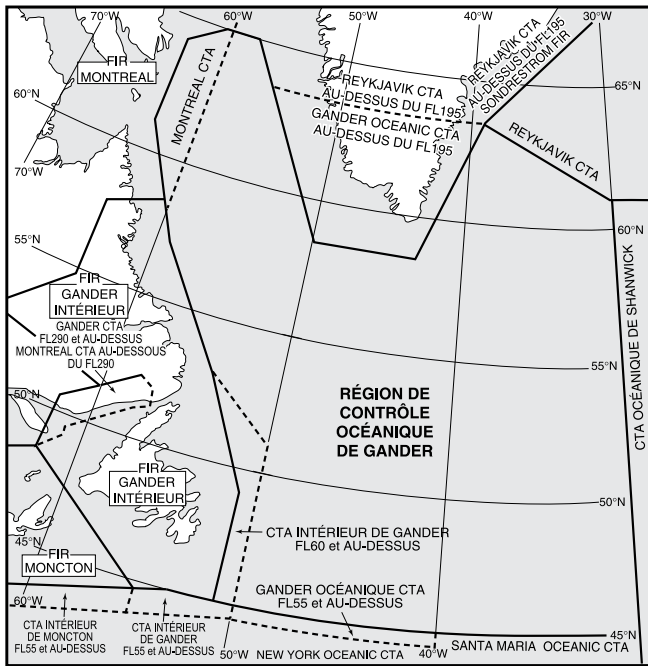 70°W
60°W
50°W
40°W
30°W
FIR
MONTREAL
MONTREAL CTA
REYKJAVIK CTA
AU-DESSUS DU FL195
GANDER OCEANIC CTA
AU-DESSUS DU FL195
REYKJAVIK CTA
AU-DESSUS DU FL195
SONDRESTROM FIR
65°N
60°N
REYKJAVIK CTA
70°W
60°N
55°N
FIR
GANDER
INTÉRIEUR
GANDER CTA
FL290 et AU-DESSUS
MONTREAL CTA AU-DESSOUS
DU FL290
CTA OCÉANIQUE DE SHANWICK
55°N
50°N
RÉGION DE
CONTRÔLE
OCÉANIQUE
DE GANDER
FIR
GANDER
INTÉRIEUR
50°N
CTA INTÉRIEUR DE GANDER
FL60 et AU-DESSUS
45°N
FIR
MONCTON
GANDER OCÉANIQUE CTA
FL55 et AU-DESSUS
60°W
CTA INTÉRIEUR
DE MONCTON
FL55 et AU-DESSUS
CTA INTÉRIEUR
DE GANDER
FL55 et AU-DESSUS
45°N
50°W
NEW YORK OCEANIC CTA
40°W
SANTA MARIA OCEANIC CTA